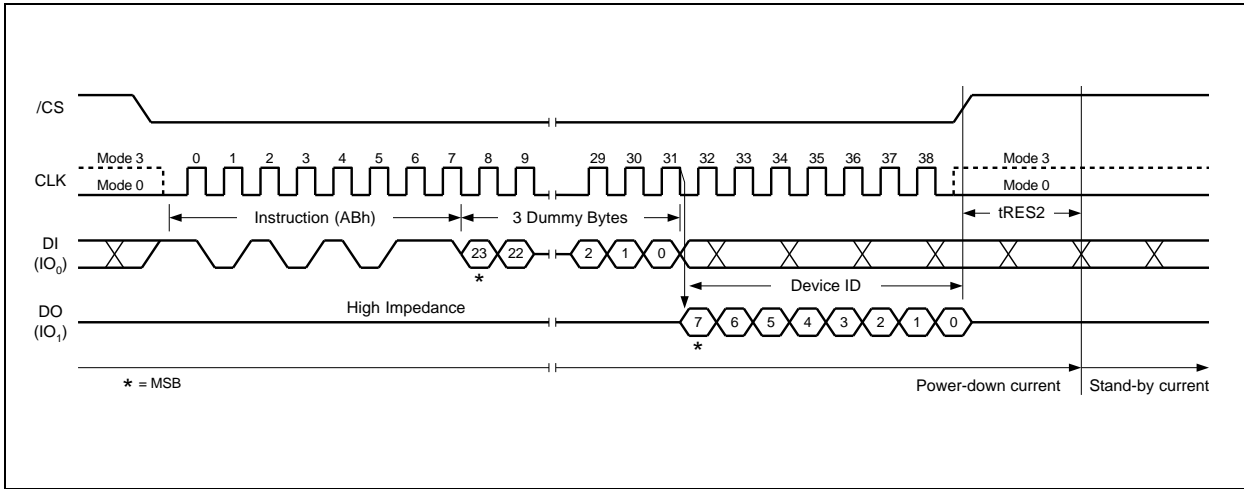 /CS
Mode 3 0 1 2 3 4 5 6 7 8 9 29 30 31 32 33 34 35 36 37 38 Mode 3
CLK Mode 0 Mode 0
Instruction (ABh) 3 Dummy Bytes tRES2
DI
(IO0) 23 22 2 1 0
*
Device ID
DO
(IO1) High Impedance 7 6 5 4 3 2 1 0
*
* = MSB
Power-down current Stand-by current